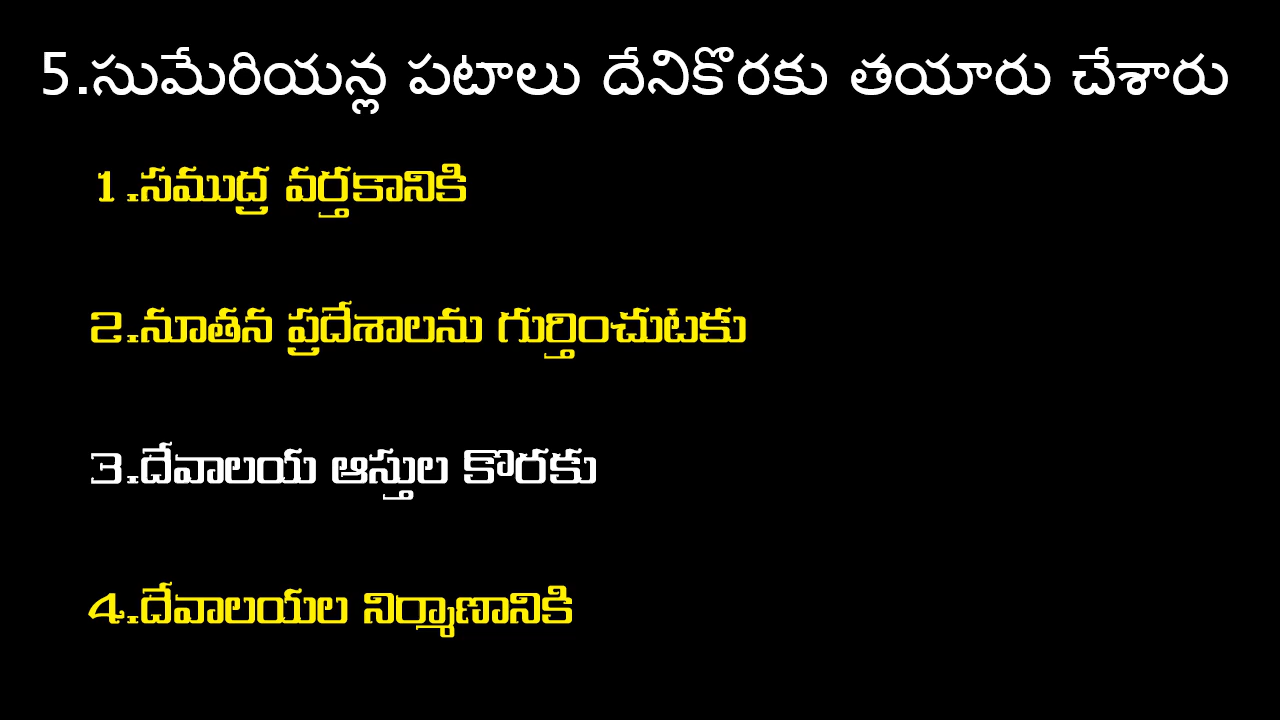 5.సుమేరియన్ల పటాలు దేనికొరకు తయారు చేశారు
1.సముద్ర వర్తకానికి
2.నూతన ప్రదేశాలను గుర్తించుటకు
3.దేవాలయ ఆస్తుల కొరకు
4.దేవాలయల నిర్మాణానికి